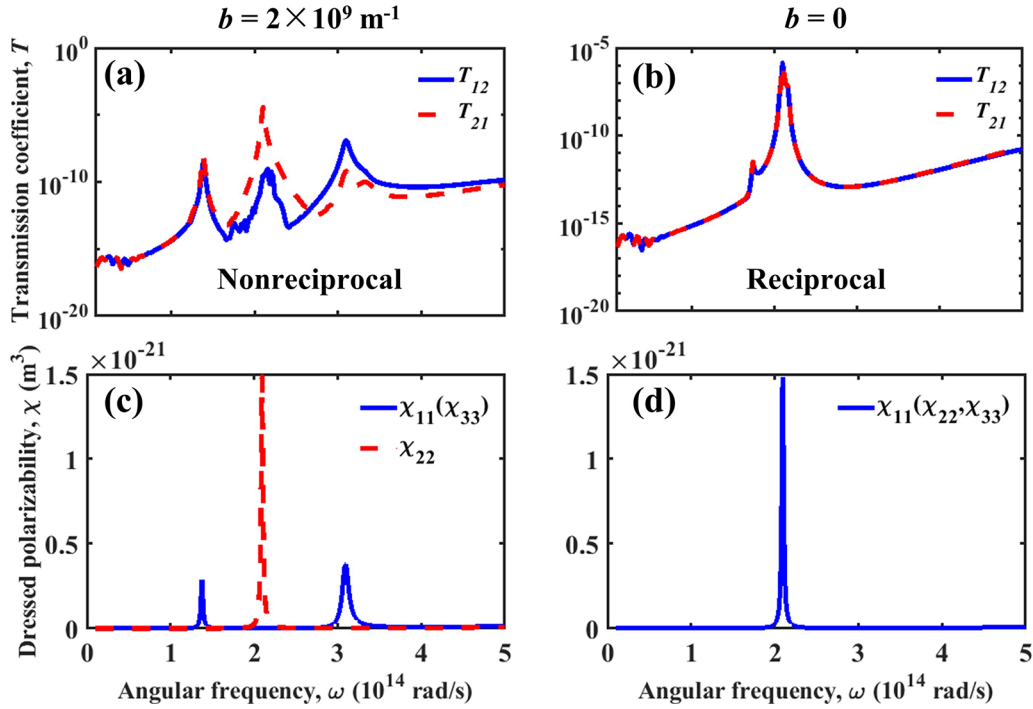 b = 2×10⁹ m⁻¹
b = 0
Transmission coefficient, T
10⁰
10⁻¹⁰
10⁻²⁰
(a)
T₁₂
T₂₁
Nonreciprocal
10⁻⁵
10⁻¹⁰
10⁻¹⁵
10⁻²⁰
(b)
T₁₂
T₂₁
Reciprocal
Dressed polarizability, χ (m³)
×10⁻²¹
1.5
1
0.5
0
(c)
χ₁₁(χ₃₃)
χ₂₂
0 1 2 3 4 5
Angular frequency, ω (10¹⁴ rad/s)
×10⁻²¹
1.5
1
0.5
0
(d)
χ₁₁(χ₂₂,χ₃₃)
0 1 2 3 4 5
Angular frequency, ω (10¹⁴ rad/s)